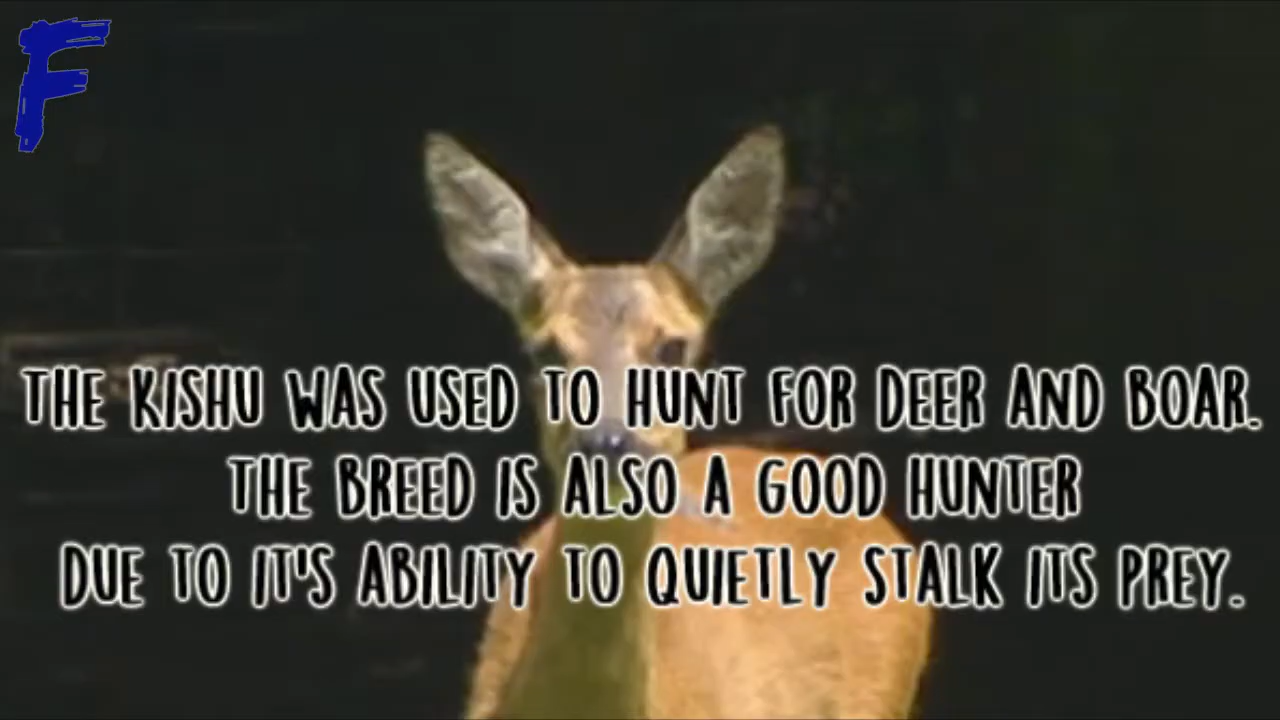 F
THE KISHU WAS USED TO HUNT FOR DEER AND BOAR.
THE BREED IS ALSO A GOOD HUNTER
DUE TO IT'S ABILITY TO QUIETLY STALK ITS PREY.